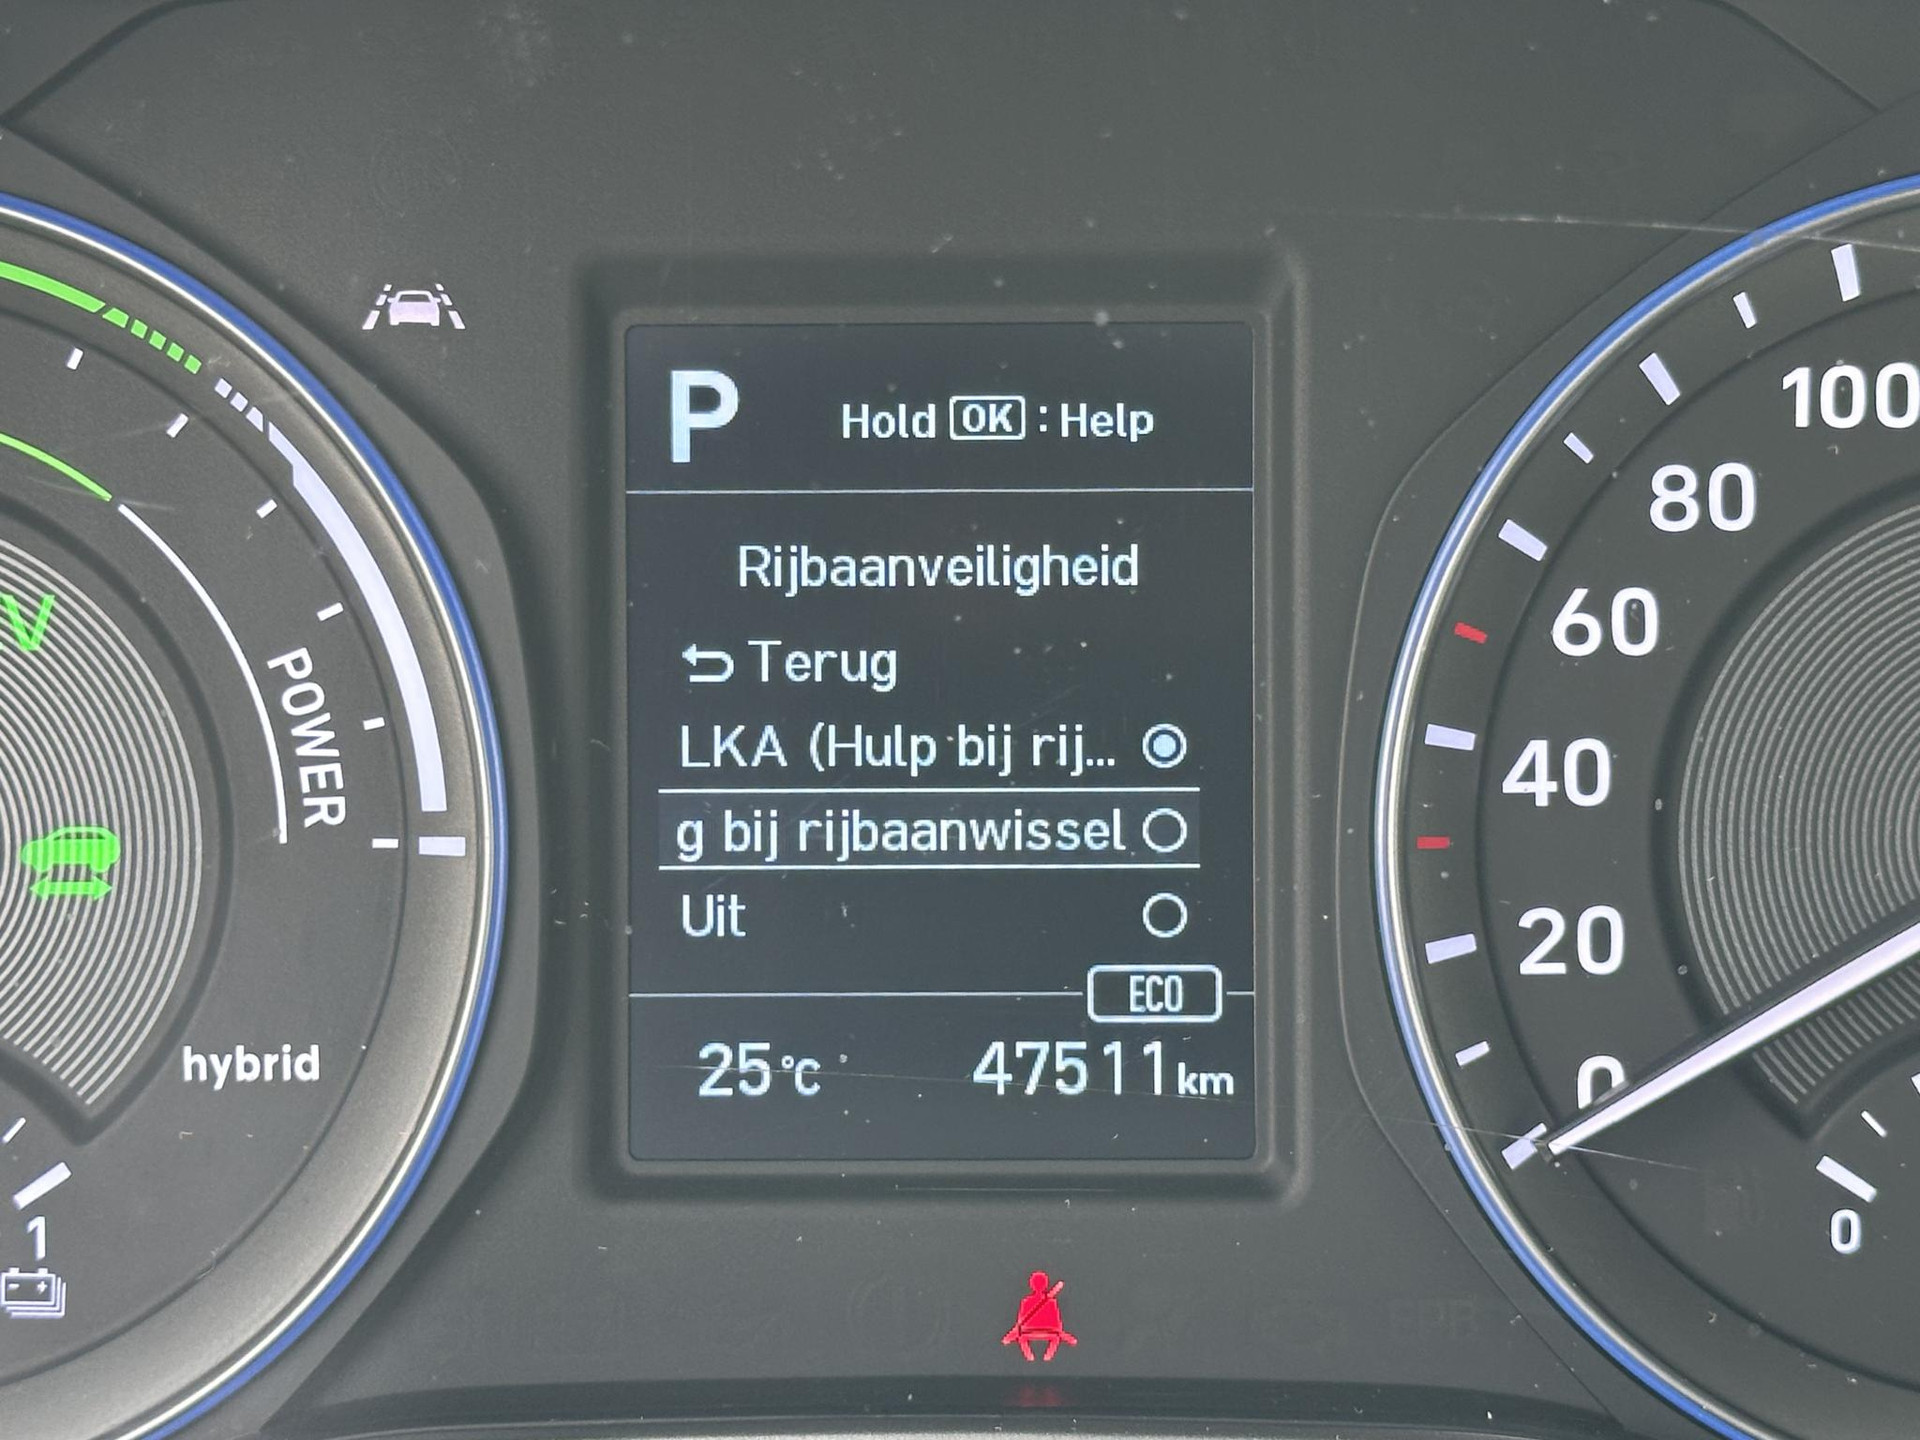 P
Hold OK : Help
Rijbaanveiligheid
Terug
LKA (Hulp bij rij...
g bij rijbaanwissel
Uit
ECO
25°C 47511km
V
POWER
hybrid
1
100
80
60
40
20
0
0